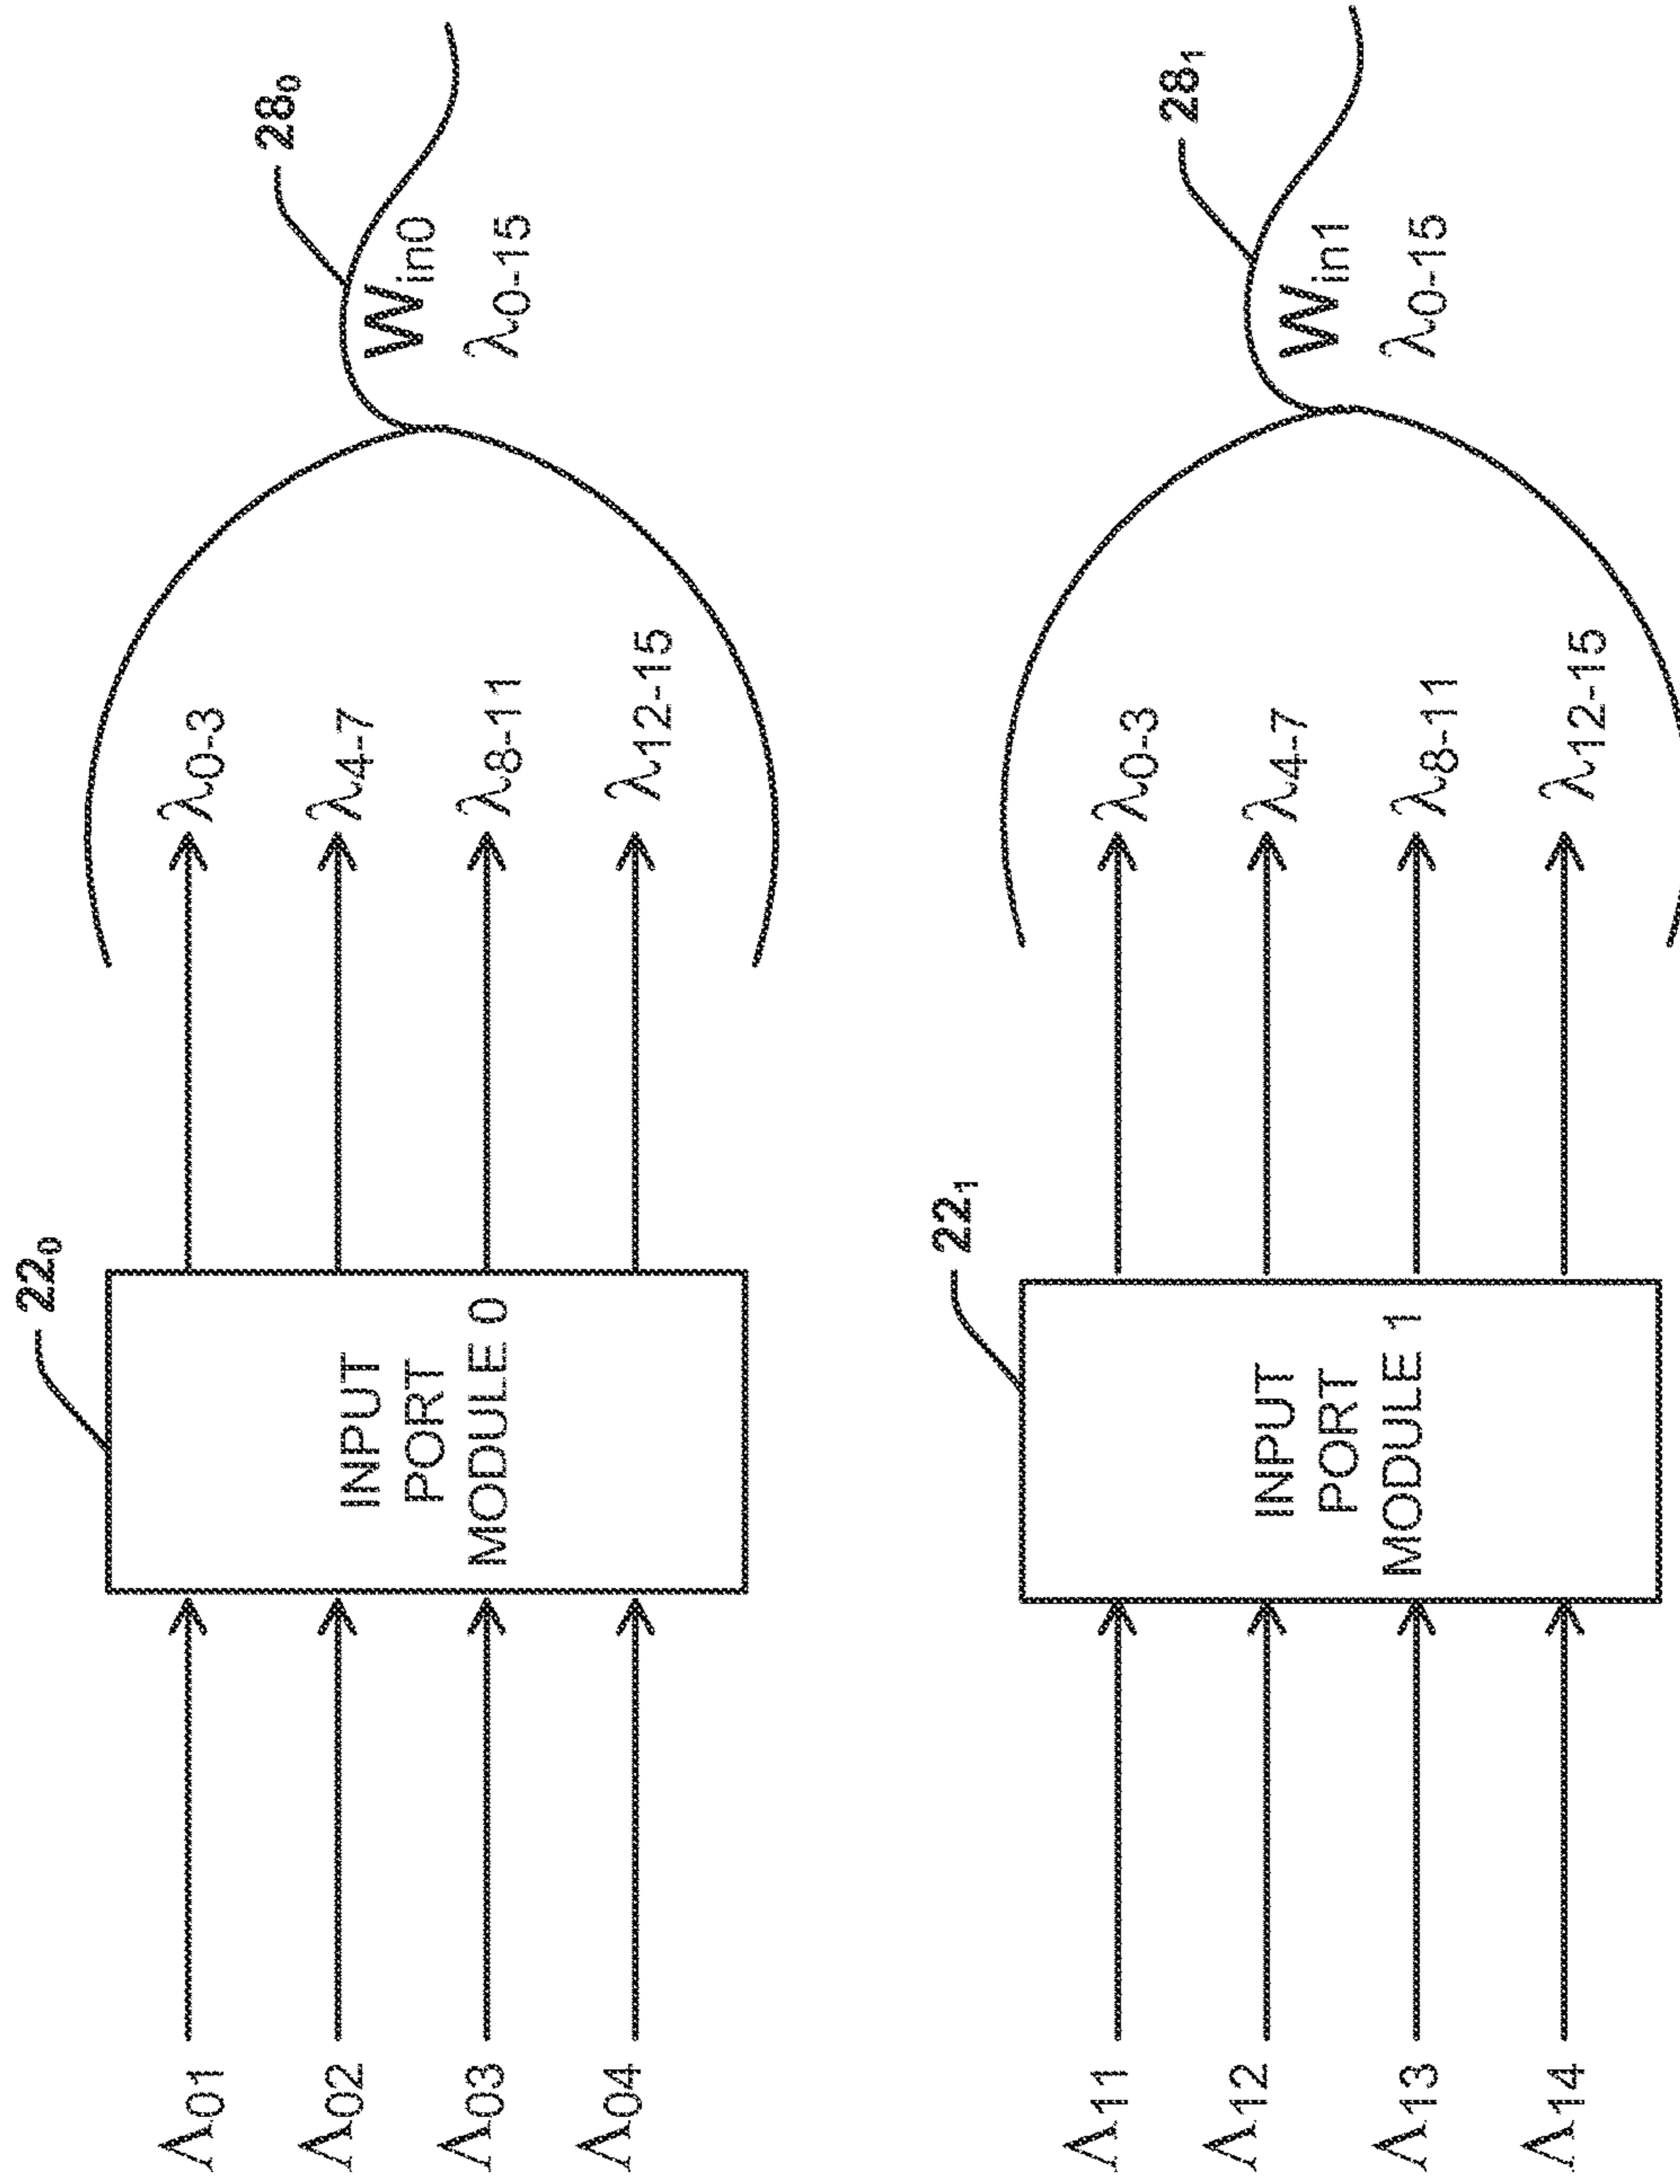 Λ01
Λ02
Λ03
Λ04
22₀
INPUT
PORT
MODULE 0
λ0-3
λ4-7
λ8-11
λ12-15
28₀
Win0
λ0-15
Λ11
Λ12
Λ13
Λ14
22₁
INPUT
PORT
MODULE 1
λ0-3
λ4-7
λ8-11
λ12-15
28₁
Win1
λ0-15